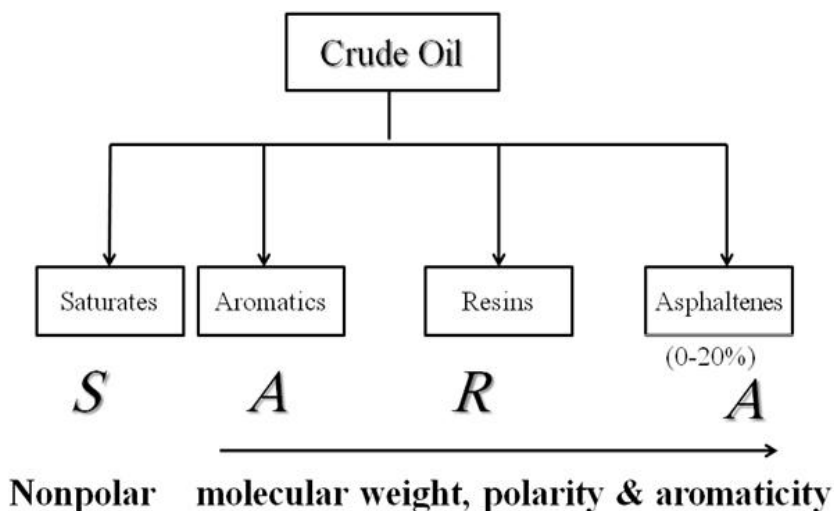 Crude Oil
Saturates Aromatics Resins Asphaltenes
(0-20%)
S A R A
Nonpolar molecular weight, polarity & aromaticity